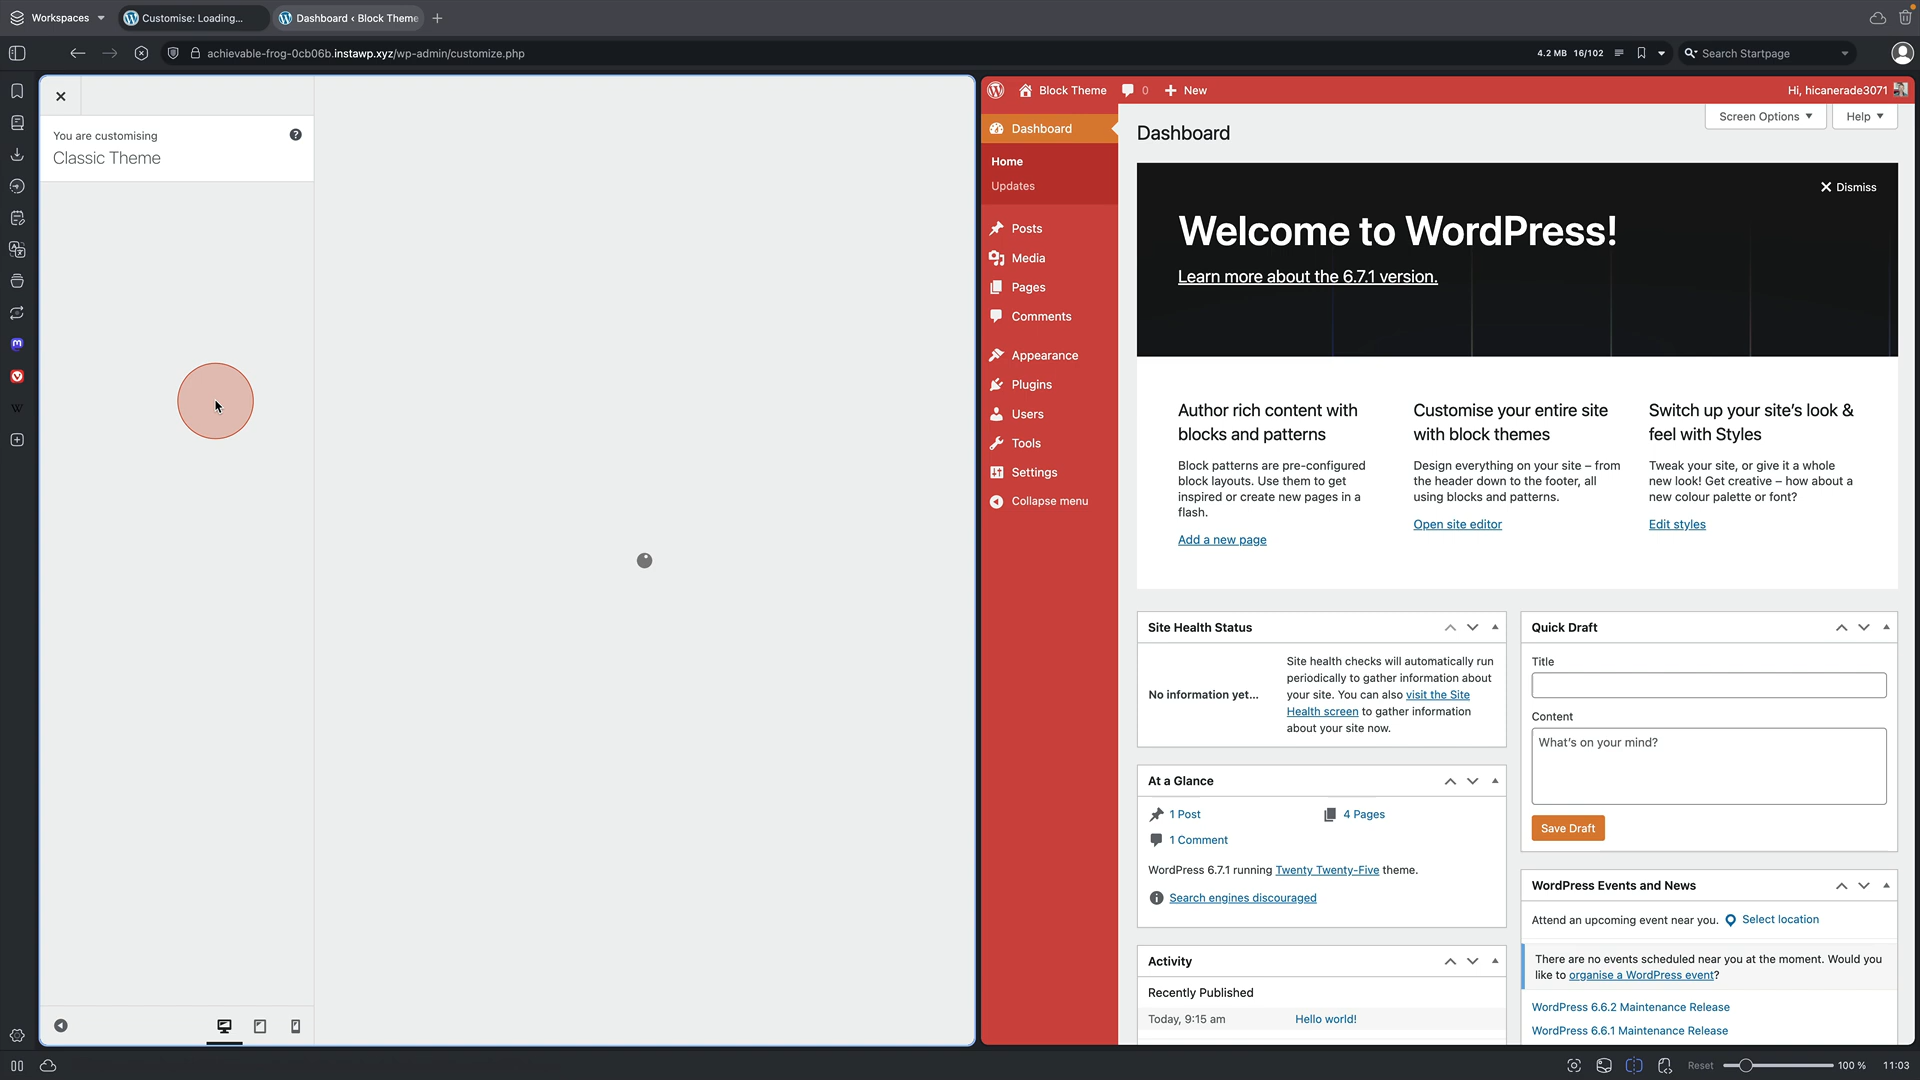 Workspaces
Customise: Loading...
Dashboard ‹ Block Theme
achievable-frog-0cb06b.instawp.xyz/wp-admin/customize.php
4.2 MB 16/102
Search Startpage
You are customising
Classic Theme
Block Theme
0
New
Hi, hicanerade3071
Dashboard
Home
Updates
Posts
Media
Pages
Comments
Appearance
Plugins
Users
Tools
Settings
Collapse menu
Dashboard
Screen Options
Help
Dismiss
Welcome to WordPress!
Learn more about the 6.7.1 version.
Author rich content with
blocks and patterns
Block patterns are pre-configured
block layouts. Use them to get
inspired or create new pages in a
flash.
Add a new page
Customise your entire site
with block themes
Design everything on your site – from
the header down to the footer, all
using blocks and patterns.
Open site editor
Switch up your site's look &
feel with Styles
Tweak your site, or give it a whole
new look! Get creative – how about a
new colour palette or font?
Edit styles
Site Health Status
No information yet...
Site health checks will automatically run
periodically to gather information about
your site. You can also visit the Site
Health screen to gather information
about your site now.
At a Glance
1 Post
4 Pages
1 Comment
WordPress 6.7.1 running Twenty Twenty-Five theme.
Search engines discouraged
Activity
Recently Published
Today, 9:15 am
Hello world!
Quick Draft
Title
Content
What's on your mind?
Save Draft
WordPress Events and News
Attend an upcoming event near you.
Select location
There are no events scheduled near you at the moment. Would you
like to organise a WordPress event?
WordPress 6.6.2 Maintenance Release
WordPress 6.6.1 Maintenance Release
Reset
100 %
11:03